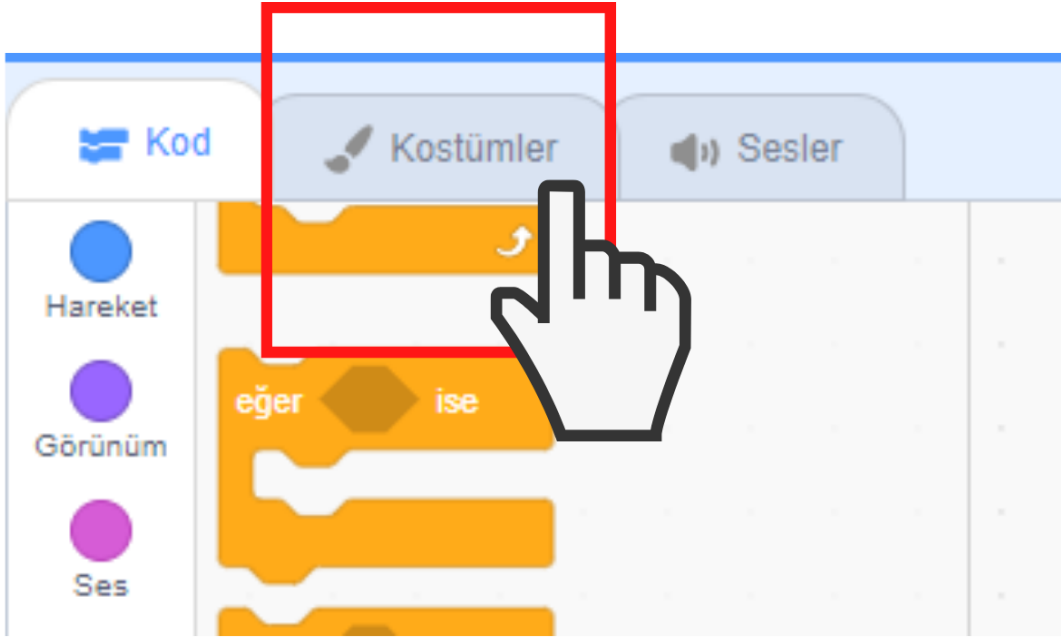 Kod
Kostümler
Sesler
Hareket
Görünüm
Ses
eğer ise